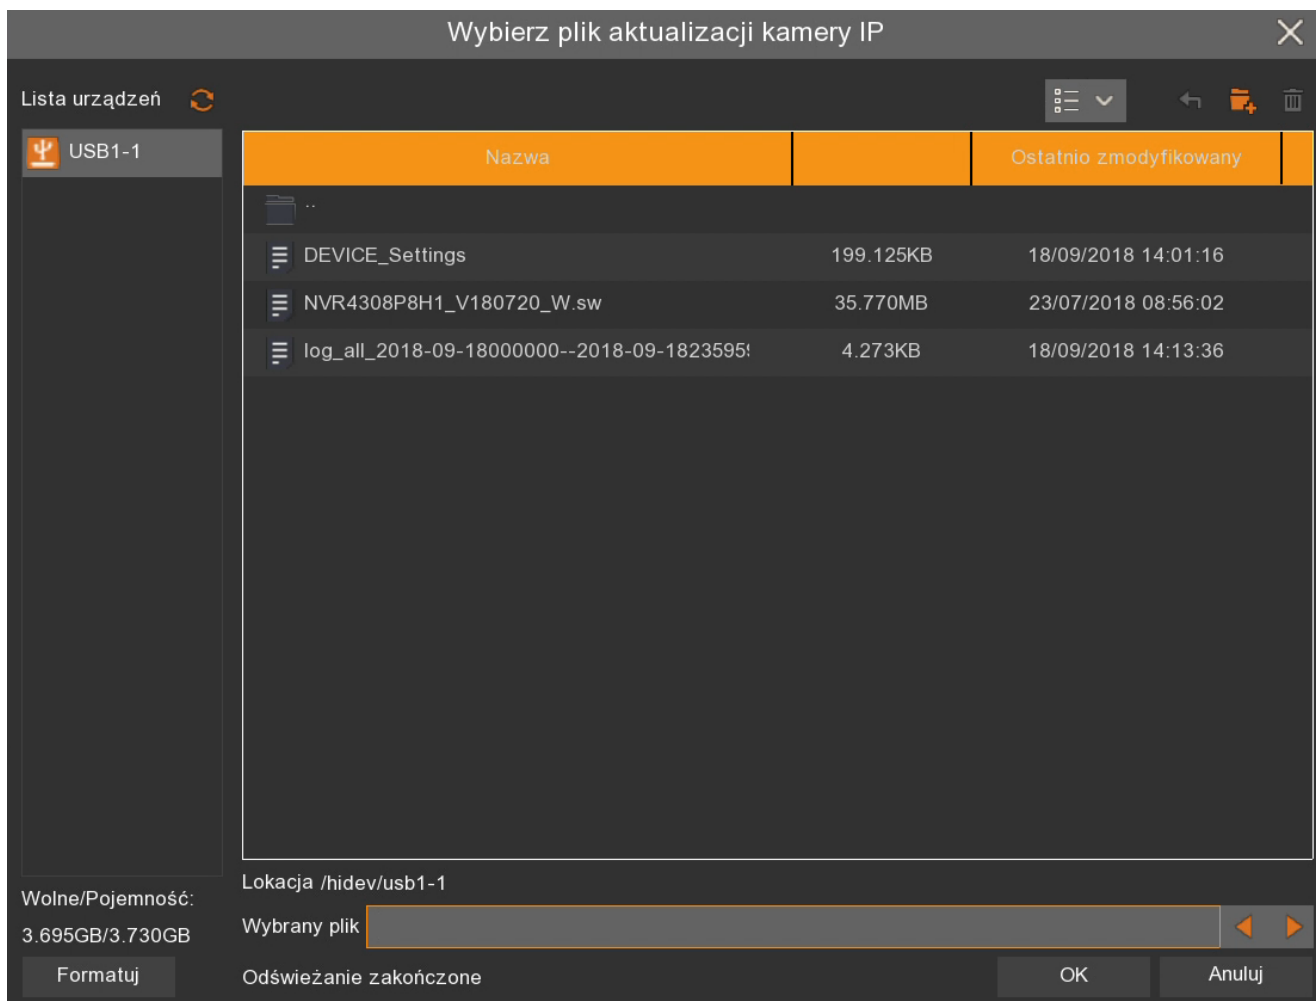 Wybierz plik aktualizacji kamery IP
Lista urządzeń
USB1-1
Nazwa Ostatnio zmodyfikowany
..
DEVICE_Settings 199.125KB 18/09/2018 14:01:16
NVR4308P8H1_V180720_W.sw 35.770MB 23/07/2018 08:56:02
log_all_2018-09-18000000--2018-09-1823595 4.273KB 18/09/2018 14:13:36
Lokacja /hidev/usb1-1
Wolne/Pojemność:
3.695GB/3.730GB
Wybrany plik
Formatuj
Odświeżanie zakończone
OK
Anuluj